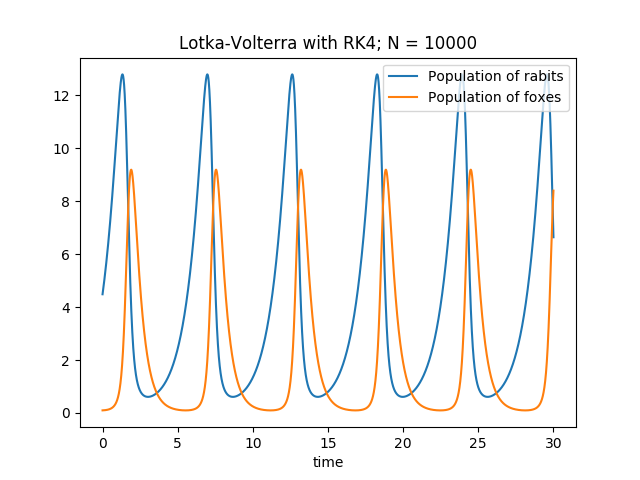 Lotka-Volterra with RK4; N = 10000
Population of rabits
Population of foxes
12
10
8
6
4
2
0
0 5 10 15 20 25 30
time